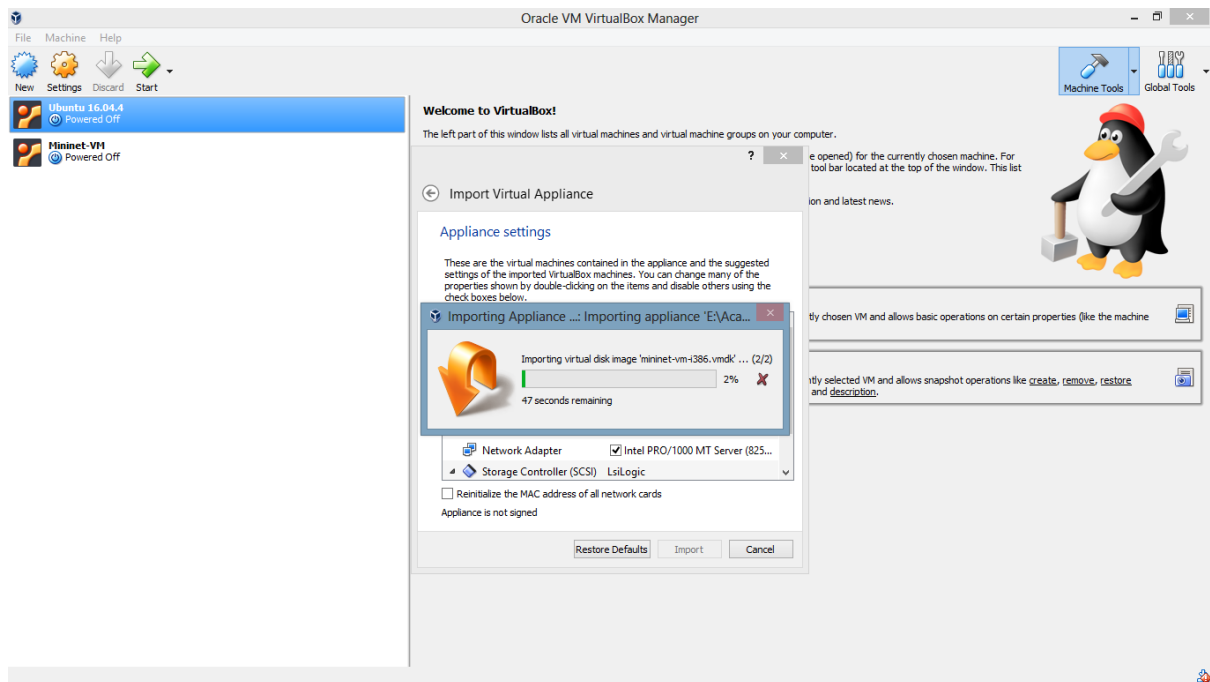 Oracle VM VirtualBox Manager
File Machine Help
New Settings Discard Start
Machine Tools Global Tools
Ubuntu 16.04.4
Powered Off
Mininet-VM
Powered Off
Welcome to VirtualBox!
The left part of this window lists all virtual machines and virtual machine groups on your computer.
e opened) for the currently chosen machine. For
tool bar located at the top of the window. This list
ion and latest news.
?
Import Virtual Appliance
Appliance settings
These are the virtual machines contained in the appliance and the suggested
settings of the imported VirtualBox machines. You can change many of the
properties shown by double-clicking on the items and disable others using the
check boxes below.
Importing Appliance ...: Importing appliance 'E:\Aca...
Importing virtual disk image 'mininet-vm-i386.vmdk' ... (2/2)
2%
47 seconds remaining
Network Adapter Intel PRO/1000 MT Server (825...
Storage Controller (SCSI) LsiLogic
Reinitialize the MAC address of all network cards
Appliance is not signed
Restore Defaults Import Cancel
tly chosen VM and allows basic operations on certain properties (like the machine
ntly selected VM and allows snapshot operations like create, remove, restore
and description.